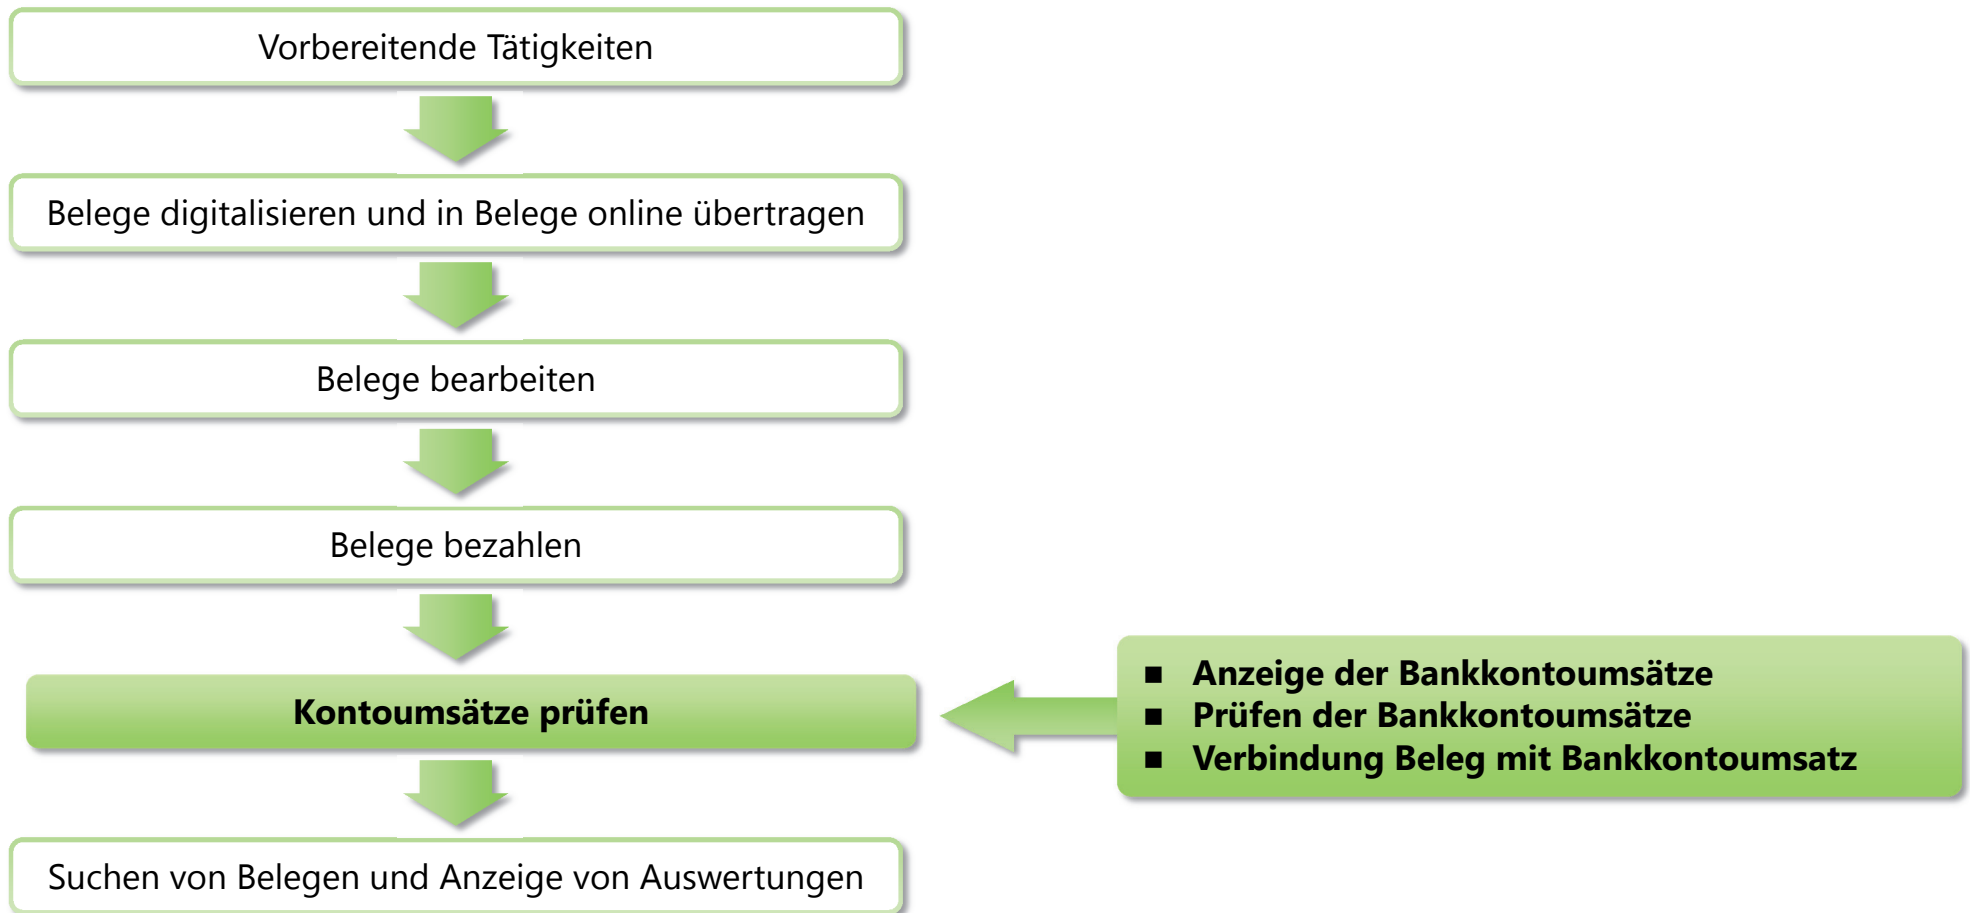 Vorbereitende Tätigkeiten
Belege digitalisieren und in Belege online übertragen
Belege bearbeiten
Belege bezahlen
Kontoumsätze prüfen
■ Anzeige der Bankkontoumsätze
■ Prüfen der Bankkontoumsätze
■ Verbindung Beleg mit Bankkontoumsatz
Suchen von Belegen und Anzeige von Auswertungen